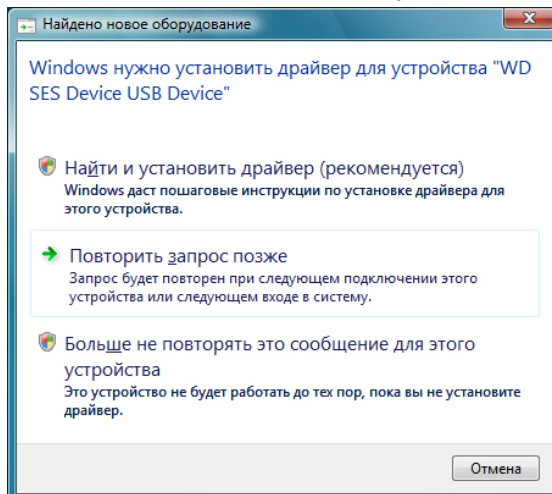 Найдено новое оборудование
Windows нужно установить драйвер для устройства "WD
SES Device USB Device"
Найти и установить драйвер (рекомендуется)
Windows даст пошаговые инструкции по установке драйвера для
этого устройства.
Повторить запрос позже
Запрос будет повторен при следующем подключении этого
устройства или следующем входе в систему.
Больше не повторять это сообщение для этого
устройства
Это устройство не будет работать до тех пор, пока вы не установите
драйвер.
Отмена